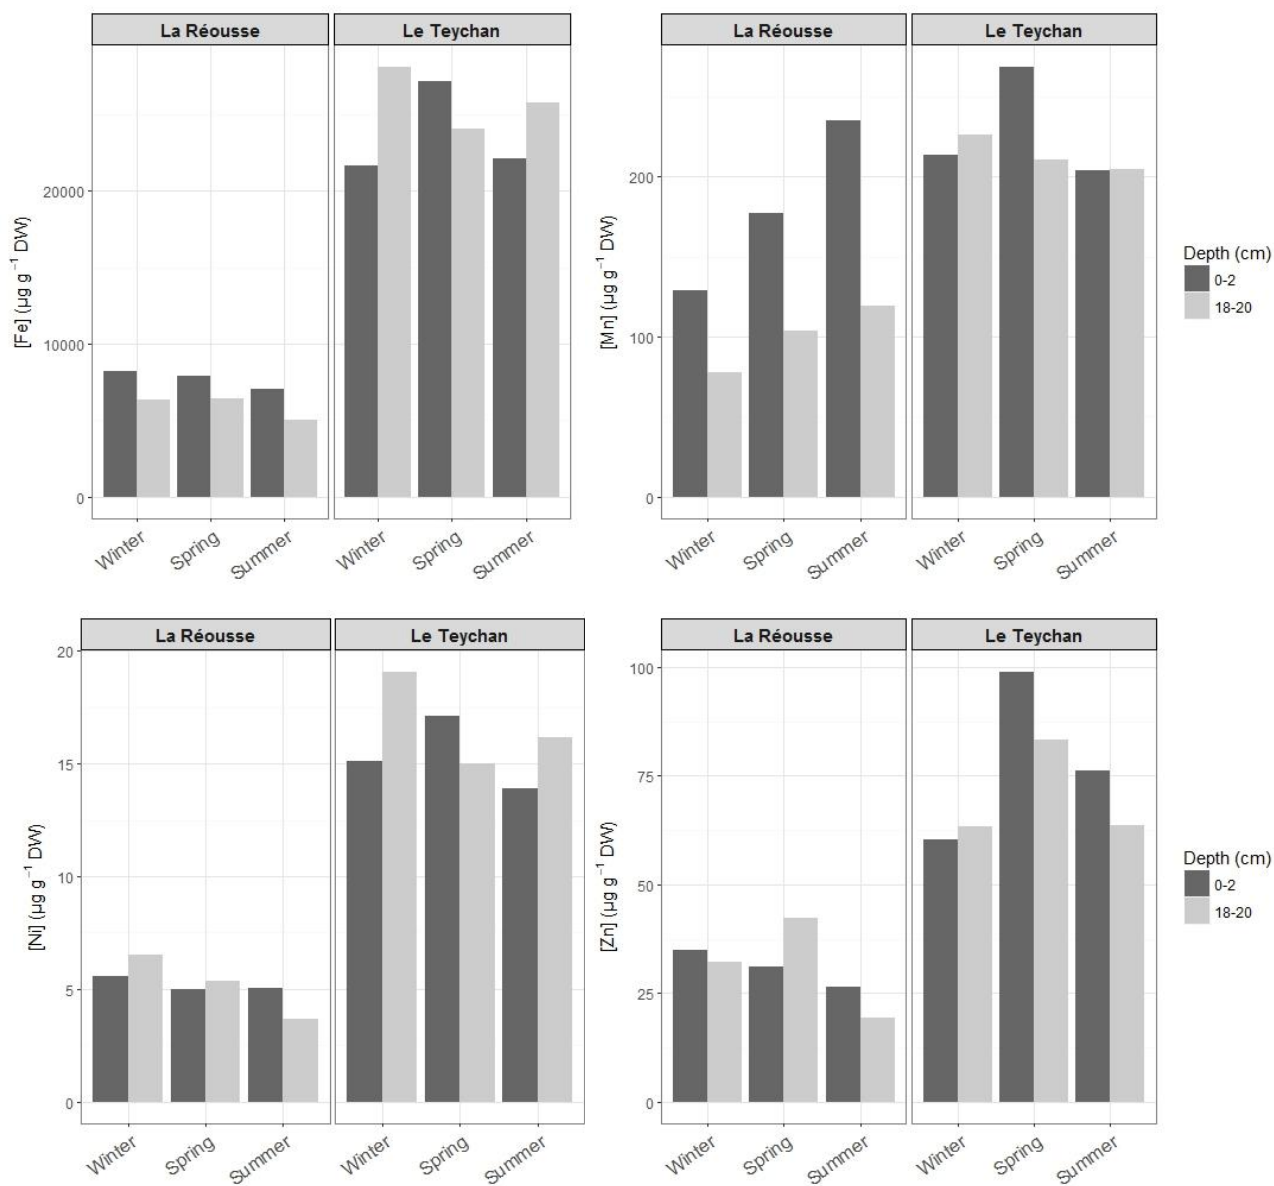 La Réousse
Le Teychan
La Réousse
Le Teychan
[Fe] (µg g⁻¹ DW)
20000
10000
0
Winter
Spring
Summer
Winter
Spring
Summer
[Mn] (µg g⁻¹ DW)
200
100
0
Winter
Spring
Summer
Winter
Spring
Summer
Depth (cm)
0-2
18-20
La Réousse
Le Teychan
La Réousse
Le Teychan
[Ni] (µg g⁻¹ DW)
20
15
10
5
0
Winter
Spring
Summer
Winter
Spring
Summer
[Zn] (µg g⁻¹ DW)
100
75
50
25
0
Winter
Spring
Summer
Winter
Spring
Summer
Depth (cm)
0-2
18-20